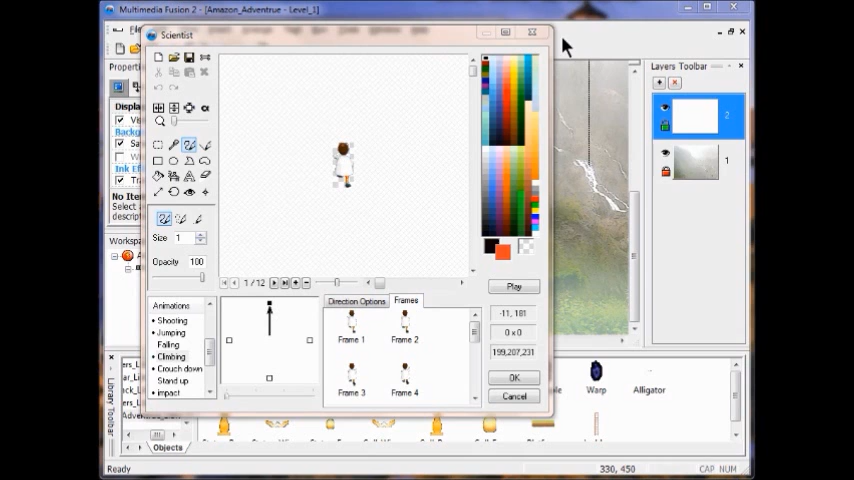 Multimedia Fusion 2 - [Amazon_Adventrue - Level_1]
Scientist
Layers Toolbar
2
1
Size 1
Opacity 100
1 / 12
Animations
Shooting
Jumping
Falling
Climbing
Crouch down
Stand up
impact
Direction Options
Frames
Frame 1
Frame 2
Frame 3
Frame 4
Play
-11, 181
0 x 0
199,207,231
OK
Cancel
Library Toolbar
Warp
Alligator
Objects
Ready
330, 450
CAP NUM